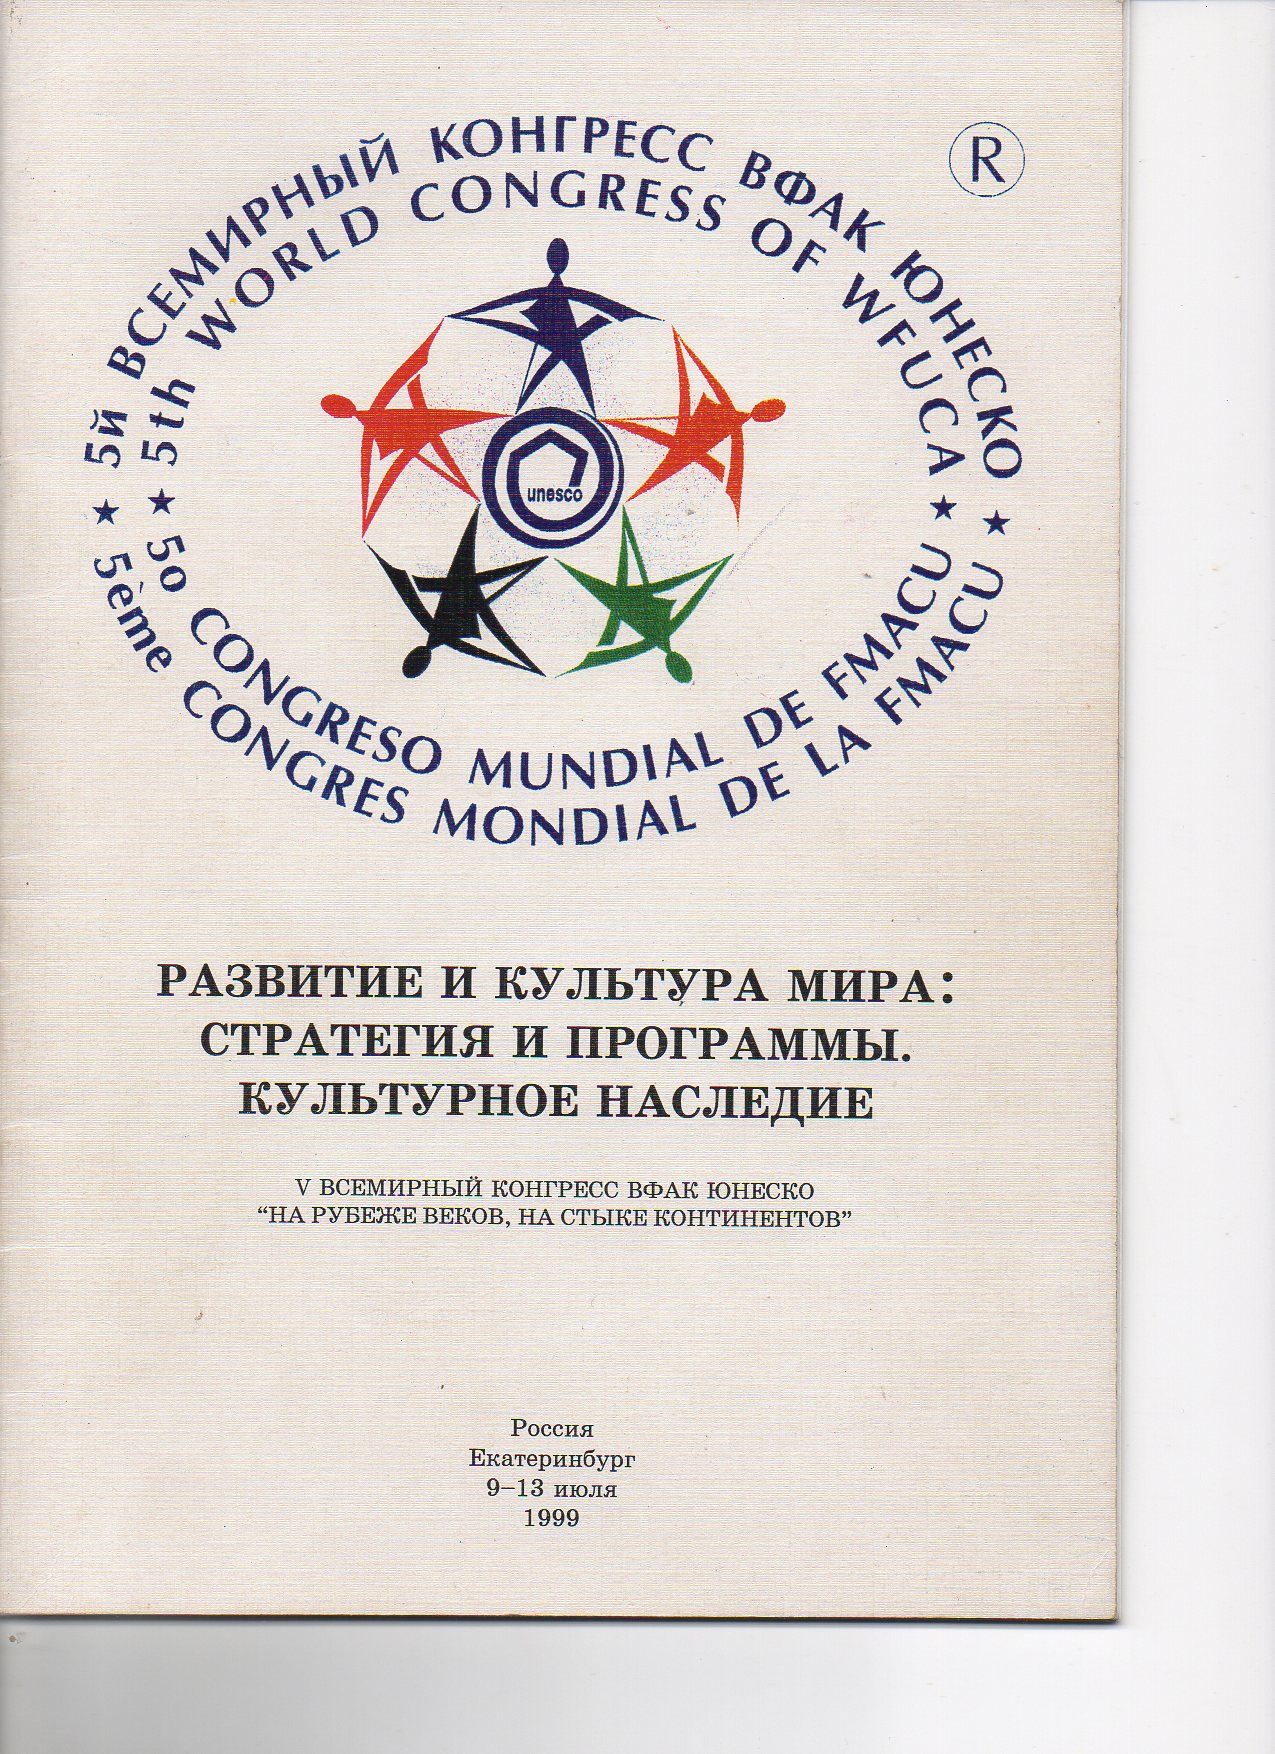 5й ВСЕМИРНЫЙ КОНГРЕСС ВФАК ЮНЕСКО
5th WORLD CONGRESS OF WFUCA
R
unesco
5o CONGRESO MUNDIAL DE FMACU
5ème CONGRES MONDIAL DE LA FMACU
РАЗВИТИЕ И КУЛЬТУРА МИРА:
СТРАТЕГИЯ И ПРОГРАММЫ.
КУЛЬТУРНОЕ НАСЛЕДИЕ
V ВСЕМИРНЫЙ КОНГРЕСС ВФАК ЮНЕСКО
“НА РУБЕЖЕ ВЕКОВ, НА СТЫКЕ КОНТИНЕНТОВ”
Россия
Екатеринбург
9–13 июля
1999